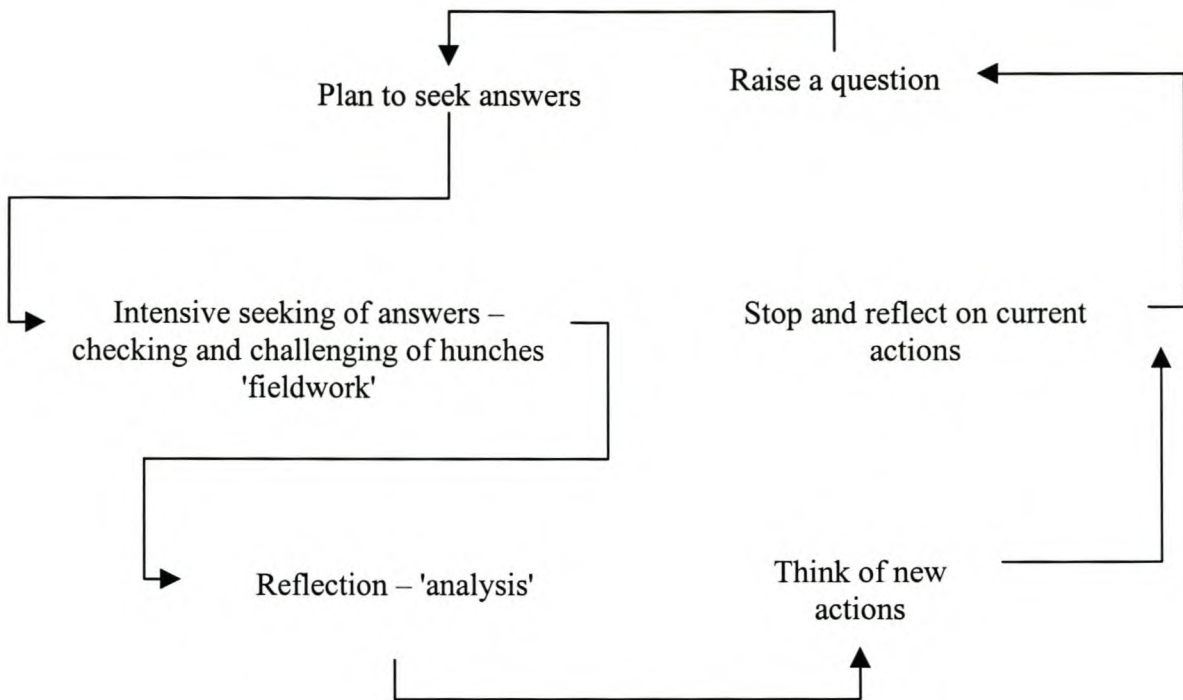 Plan to seek answers
Raise a question
Intensive seeking of answers –
checking and challenging of hunches
'fieldwork'
Stop and reflect on current
actions
Reflection – 'analysis'
Think of new
actions